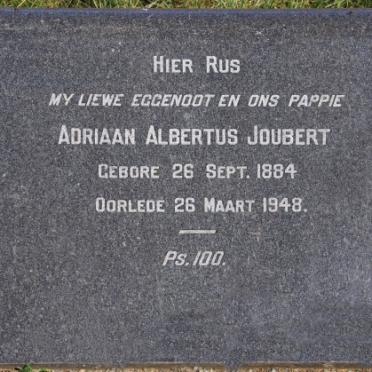 Hier Rus
my liewe eggenoot en ons pappie
Adriaan Albertus Joubert
Gebore 26 Sept. 1884
Oorlede 26 Maart 1948.
Ps. 100.